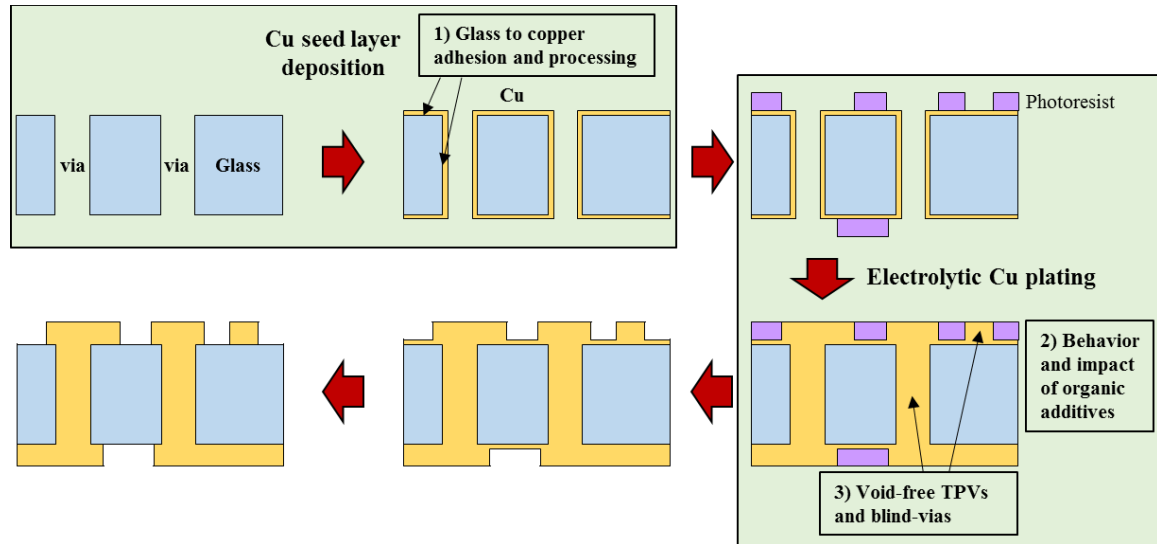 Cu seed layer
deposition
1) Glass to copper
adhesion and processing
via
via
Glass
Cu
Photoresist
Electrolytic Cu plating
2) Behavior
and impact
of organic
additives
3) Void-free TPVs
and blind-vias